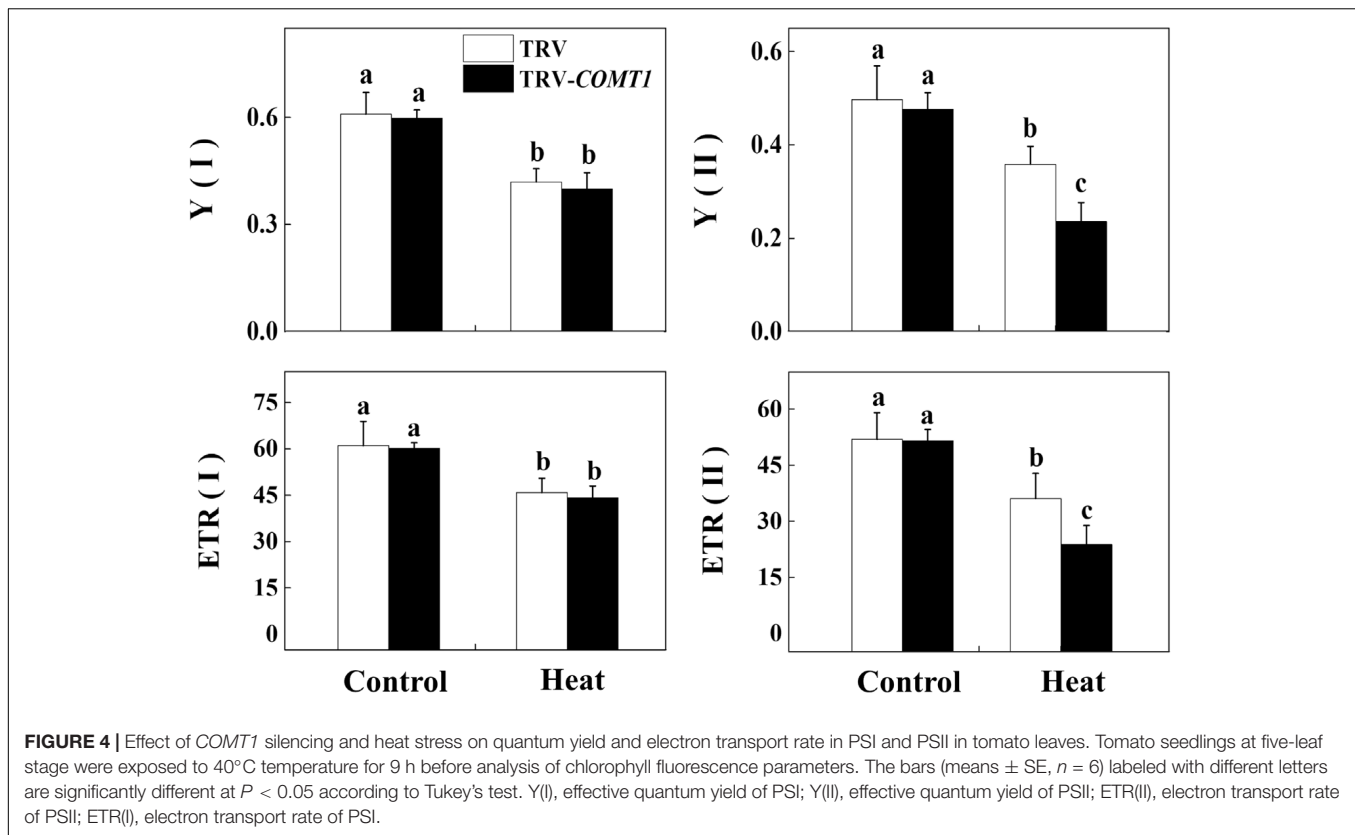 TRV
TRV-COMT1
Y ( I )
0.6
0.3
0.0
a
a
b
b
Y ( II )
0.6
0.4
0.2
0.0
a
a
b
c
ETR ( I )
75
60
45
30
15
0
a
a
b
b
Control
Heat
ETR ( II )
60
45
30
15
0
a
a
b
c
Control
Heat
FIGURE 4 | Effect of COMT1 silencing and heat stress on quantum yield and electron transport rate in PSI and PSII in tomato leaves. Tomato seedlings at five-leaf
stage were exposed to 40°C temperature for 9 h before analysis of chlorophyll fluorescence parameters. The bars (means ± SE, n = 6) labeled with different letters
are significantly different at P < 0.05 according to Tukey's test. Y(I), effective quantum yield of PSI; Y(II), effective quantum yield of PSII; ETR(II), electron transport rate
of PSII; ETR(I), electron transport rate of PSI.